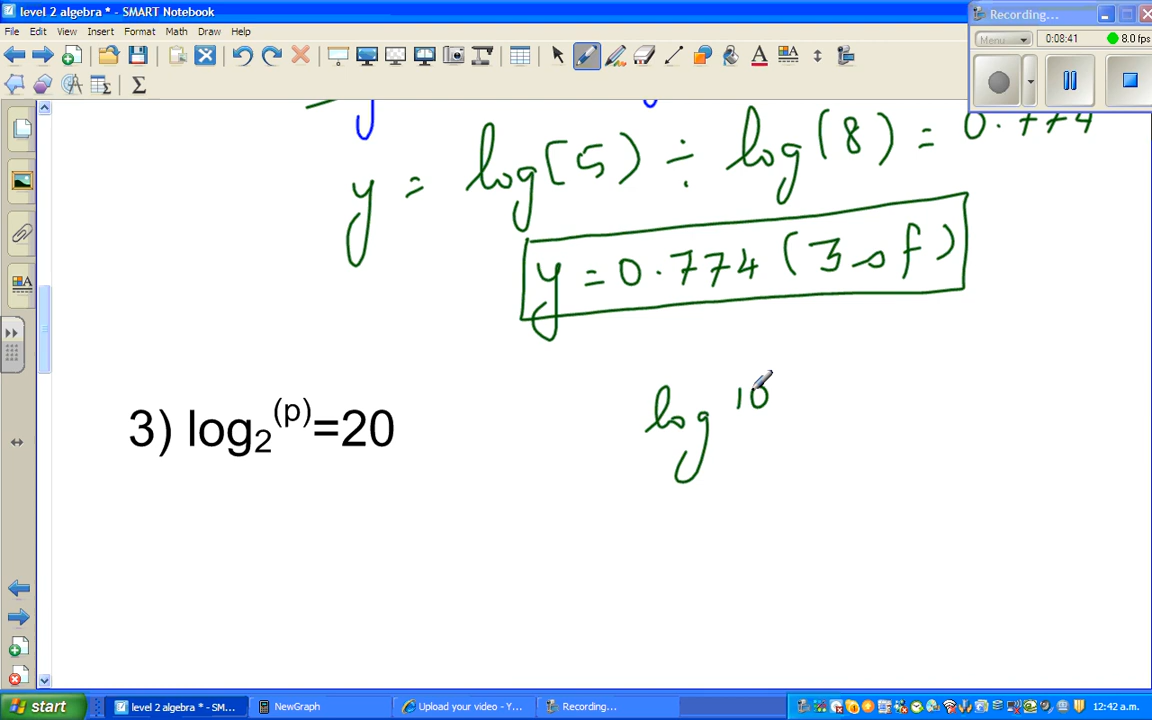 level 2 algebra * - SMART Notebook
Recording...
File Edit View Insert Format Math Draw Help
Menu 0:08:41 8.0 fps
y
y = log(5) ÷ log(8) = 0.774
y = 0.774 (3 s f)
log 10
3) log₂⁽ᵖ⁾=20
start level 2 algebra * - SM... NewGraph Upload your video - Y... Recording... 12:42 a.m.